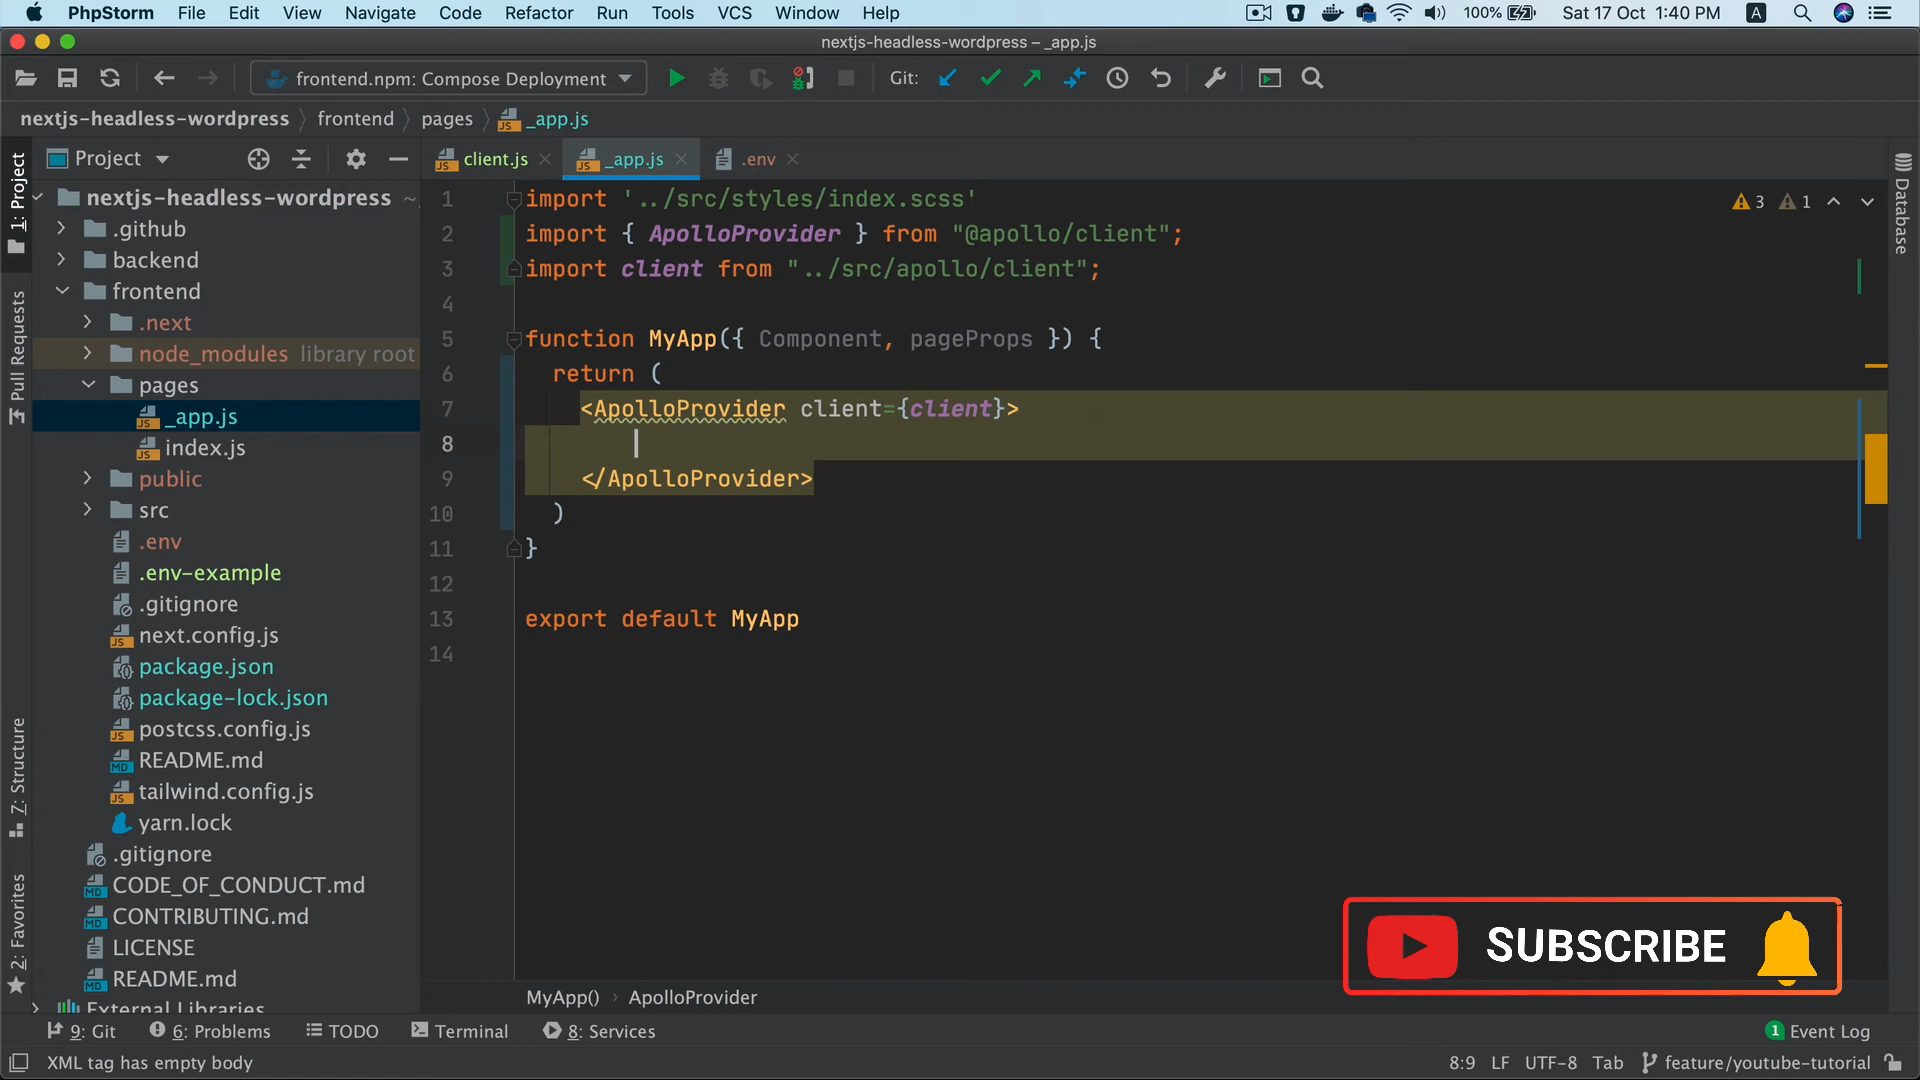 PhpStorm File Edit View Navigate Code Refactor Run Tools VCS Window Help 100% Sat 17 Oct 1:40 PM A
nextjs-headless-wordpress – _app.js
frontend.npm: Compose Deployment Git:
nextjs-headless-wordpress frontend pages _app.js
Project client.js _app.js .env
1: Project
Pull Requests
Z: Structure
2: Favorites
Database
nextjs-headless-wordpress ~
.github
backend
frontend
.next
node_modules library root
pages
_app.js
index.js
public
src
.env
.env-example
.gitignore
next.config.js
package.json
package-lock.json
postcss.config.js
README.md
tailwind.config.js
yarn.lock
.gitignore
CODE_OF_CONDUCT.md
CONTRIBUTING.md
LICENSE
README.md
External Libraries
3 1
1 import '../src/styles/index.scss'
2 import { ApolloProvider } from "@apollo/client";
3 import client from "../src/apollo/client";
4
5 function MyApp({ Component, pageProps }) {
6 return (
7 <ApolloProvider client={client}>
8
9 </ApolloProvider>
10 )
11 }
12
13 export default MyApp
14
SUBSCRIBE
MyApp() ApolloProvider
9: Git 6: Problems TODO Terminal 8: Services 1 Event Log
XML tag has empty body 8:9 LF UTF-8 Tab feature/youtube-tutorial